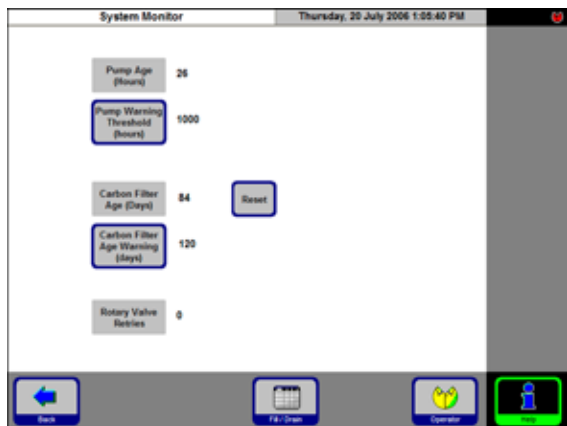 System Monitor
Thursday, 20 July 2006 1:05:40 PM
Pump Age
(Hours)
26
Pump Warning
Threshold
(hours)
1000
Carbon Filter
Age (Days)
84
Reset
Carbon Filter
Age Warning
(days)
120
Rotary Valve
Retries
0
Back
Fill / Drain
Operator
Help